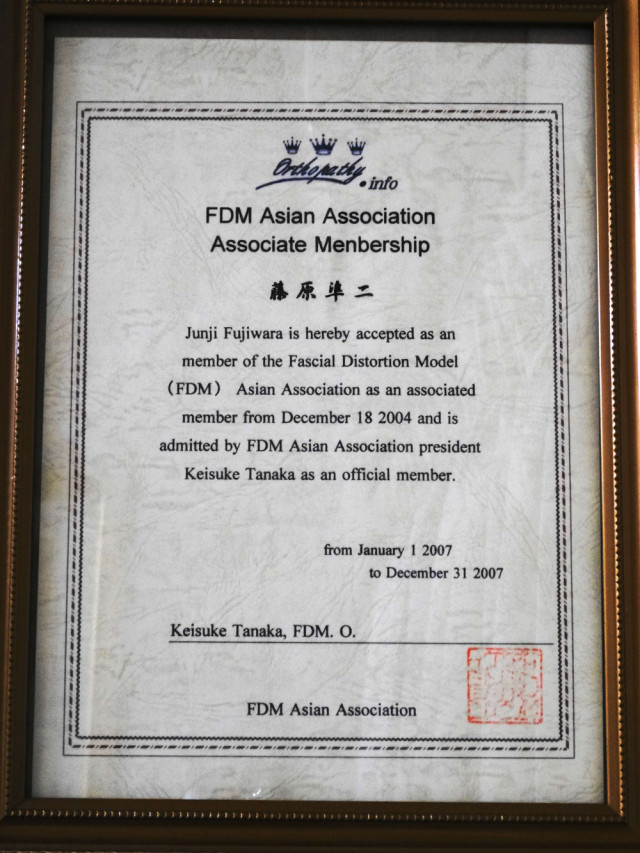 Orthopathy
.info
FDM Asian Association
Associate Menbership
藤原準二
Junji Fujiwara is hereby accepted as an
member of the Fascial Distortion Model
（FDM） Asian Association as an associated
member from December 18 2004 and is
admitted by FDM Asian Association president
Keisuke Tanaka as an official member.
from January 1 2007
to December 31 2007
Keisuke Tanaka, FDM. O.
FDM Asian Association